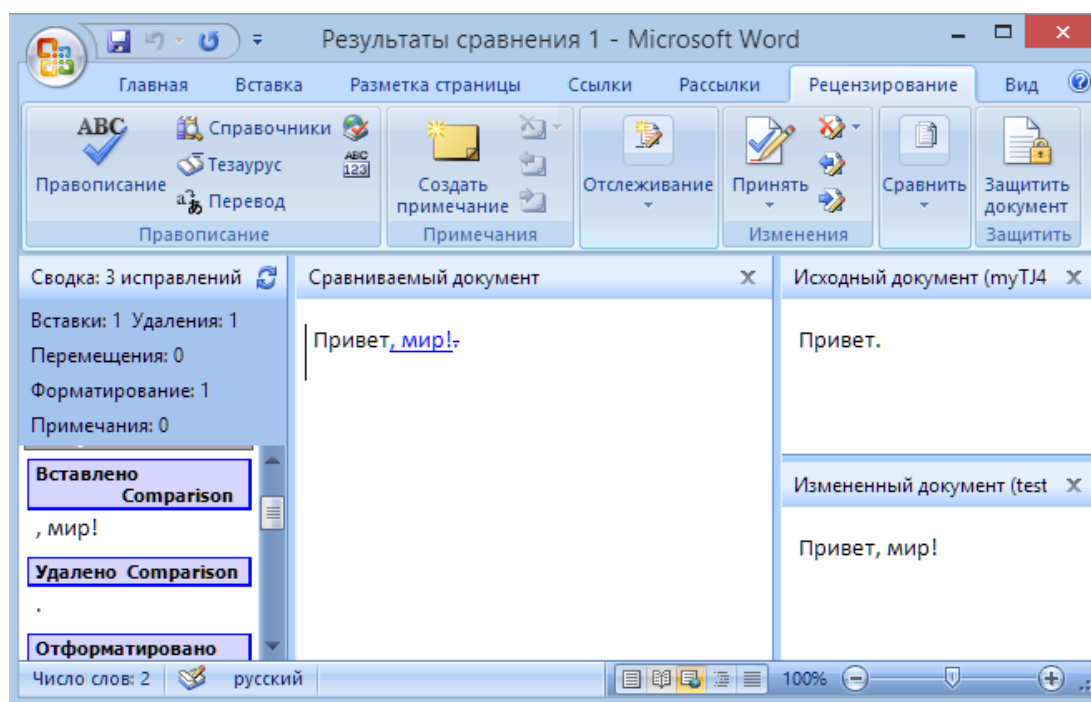 Результаты сравнения 1 - Microsoft Word
Главная Вставка Разметка страницы Ссылки Рассылки Рецензирование Вид
ABC Справочники
Тезаурус ABC 123
Правописание Перевод
Создать примечание
Отслеживание
Принять
Сравнить
Защитить документ
Правописание Примечания Изменения Защитить
Сводка: 3 исправлений
Вставки: 1 Удаления: 1
Перемещения: 0
Форматирование: 1
Примечания: 0
Вставлено
Comparison
, мир!
Удалено Comparison
.
Отформатировано
Сравниваемый документ
Привет, мир!.
Исходный документ (myTJ4
Привет.
Измененный документ (test
Привет, мир!
Число слов: 2 русский 100%